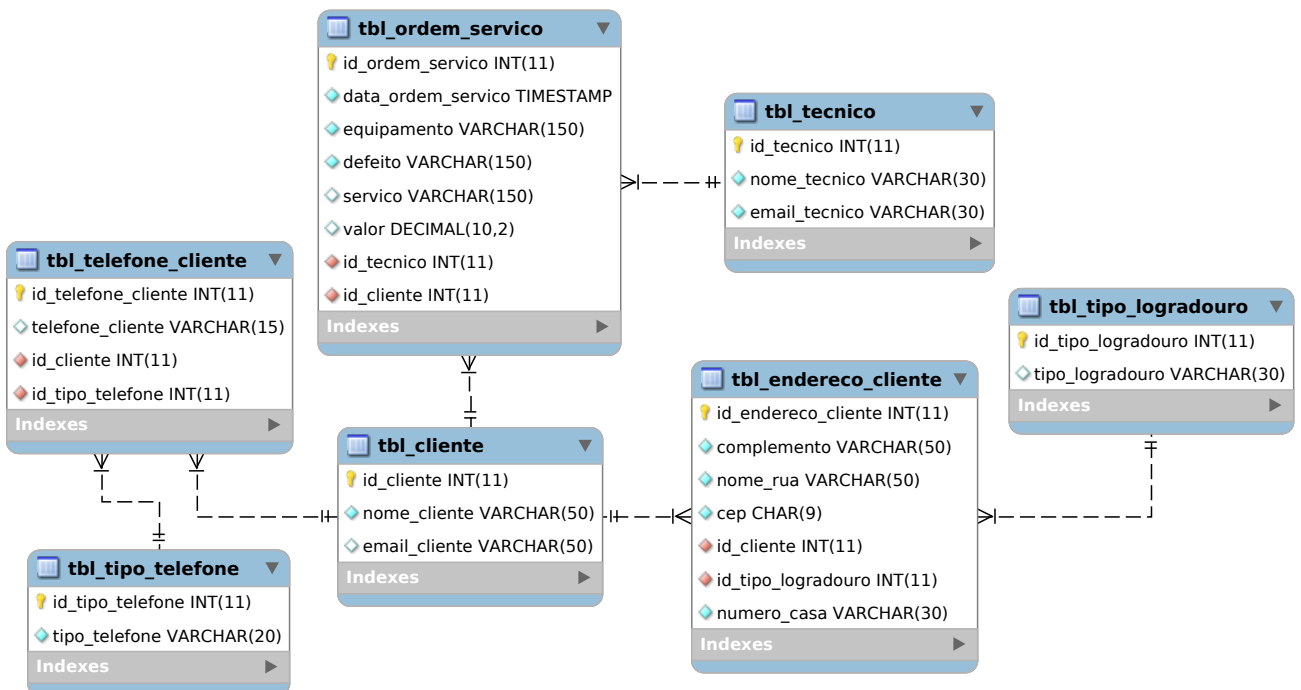 tbl_ordem_servico
id_ordem_servico INT(11)
data_ordem_servico TIMESTAMP
equipamento VARCHAR(150)
defeito VARCHAR(150)
servico VARCHAR(150)
valor DECIMAL(10,2)
id_tecnico INT(11)
id_cliente INT(11)
Indexes
tbl_tecnico
id_tecnico INT(11)
nome_tecnico VARCHAR(30)
email_tecnico VARCHAR(30)
Indexes
tbl_telefone_cliente
id_telefone_cliente INT(11)
telefone_cliente VARCHAR(15)
id_cliente INT(11)
id_tipo_telefone INT(11)
Indexes
tbl_tipo_logradouro
id_tipo_logradouro INT(11)
tipo_logradouro VARCHAR(30)
Indexes
tbl_endereco_cliente
id_endereco_cliente INT(11)
complemento VARCHAR(50)
nome_rua VARCHAR(50)
cep CHAR(9)
id_cliente INT(11)
id_tipo_logradouro INT(11)
numero_casa VARCHAR(30)
Indexes
tbl_cliente
id_cliente INT(11)
nome_cliente VARCHAR(50)
email_cliente VARCHAR(50)
Indexes
tbl_tipo_telefone
id_tipo_telefone INT(11)
tipo_telefone VARCHAR(20)
Indexes